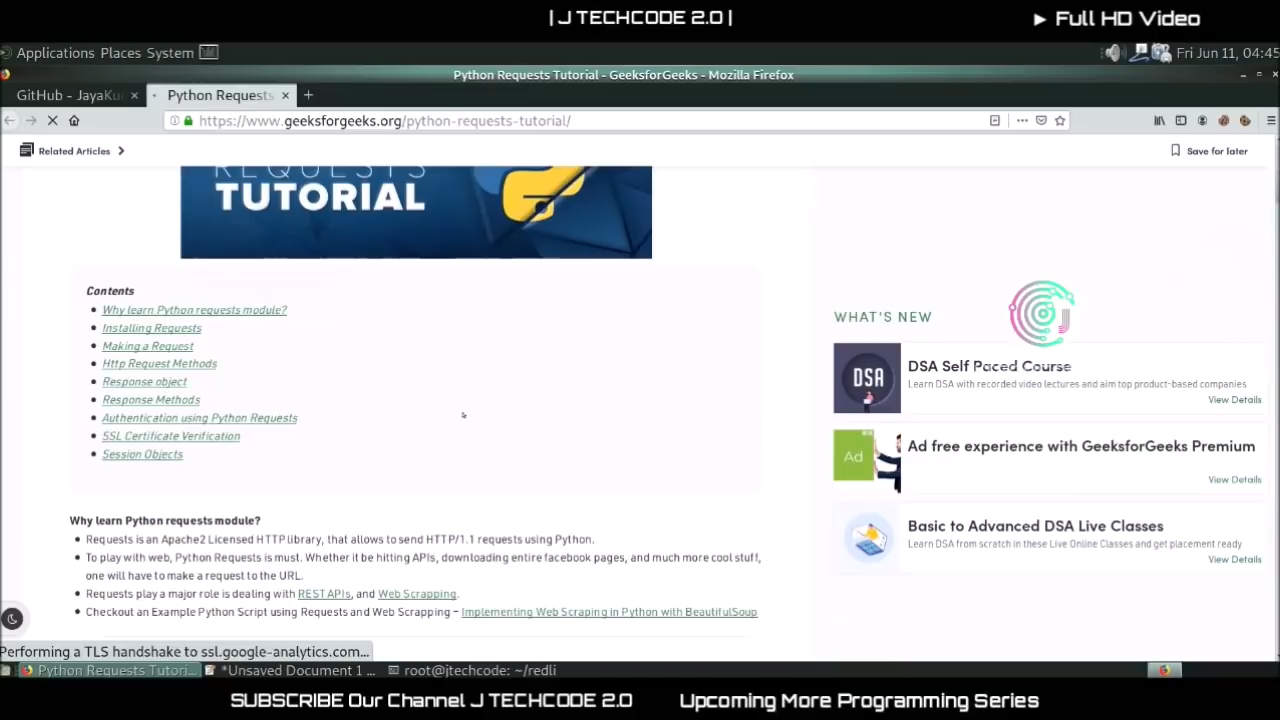 | J TECHCODE 2.0 |
► Full HD Video
Applications Places System
Fri Jun 11, 04:45
Python Requests Tutorial - GeeksforGeeks - Mozilla Firefox
GitHub - JayaKu
Python Requests
https://www.geeksforgeeks.org/python-requests-tutorial/
Related Articles
Save for later
REQUESTS
TUTORIAL
Contents
Why learn Python requests module?
Installing Requests
Making a Request
Http Request Methods
Response object
Response Methods
Authentication using Python Requests
SSL Certificate Verification
Session Objects
WHAT'S NEW
DSA
DSA Self Paced Course
Learn DSA with recorded video lectures and aim top product-based companies
View Details
Ad
Ad free experience with GeeksforGeeks Premium
View Details
Basic to Advanced DSA Live Classes
Learn DSA from scratch in these Live Online Classes and get placement ready
View Details
Why learn Python requests module?
Requests is an Apache2 Licensed HTTP library, that allows to send HTTP/1.1 requests using Python.
To play with web, Python Requests is must. Whether it be hitting APIs, downloading entire facebook pages, and much more cool stuff,
one will have to make a request to the URL.
Requests play a major role is dealing with REST APIs, and Web Scrapping.
Checkout an Example Python Script using Requests and Web Scrapping – Implementing Web Scraping in Python with BeautifulSoup
Performing a TLS handshake to ssl.google-analytics.com...
Python Requests Tutori...
*Unsaved Document 1 ...
root@jtechcode: ~/redli
SUBSCRIBE Our Channel J TECHCODE 2.0
Upcoming More Programming Series